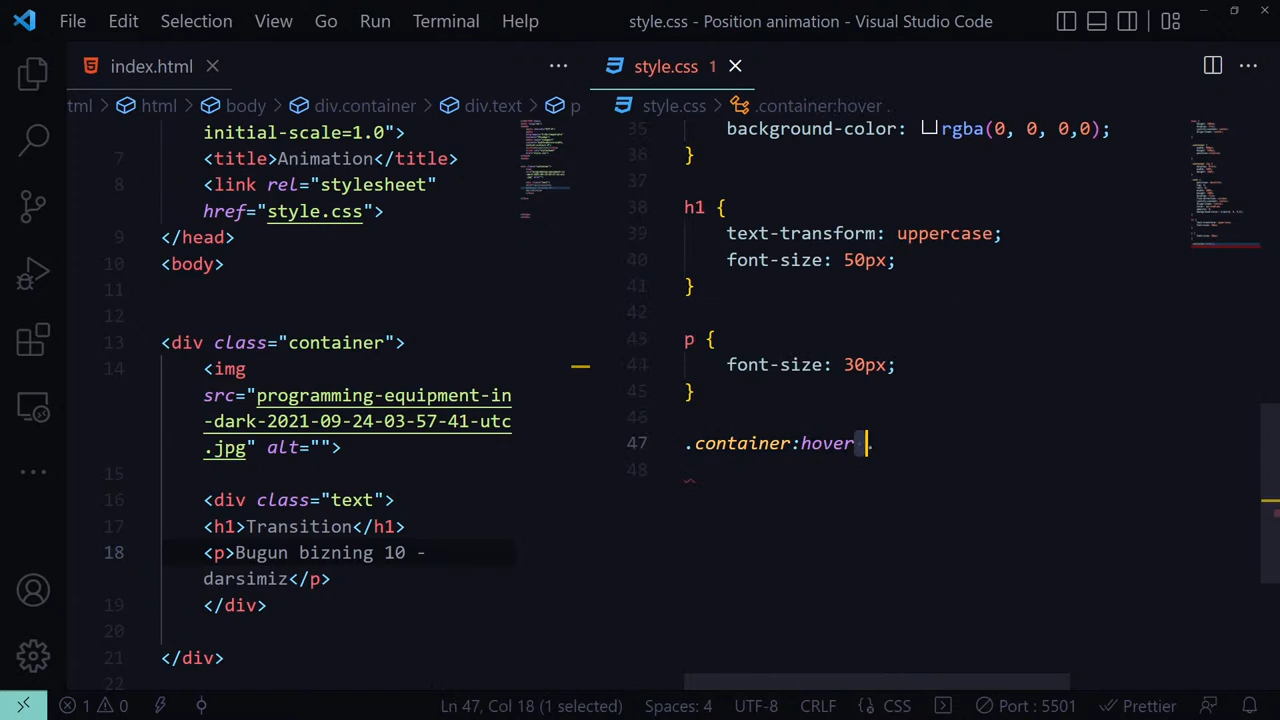 File Edit Selection View Go Run Terminal Help style.css - Position animation - Visual Studio Code
index.html
style.css 1
tml html body div.container div.text p
style.css .container:hover .
initial-scale=1.0">
7 <title>Animation</title>
8 <link rel="stylesheet"
href="style.css">
9 </head>
10 <body>
11
12
13 <div class="container">
14 <img
src="programming-equipment-in
-dark-2021-09-24-03-57-41-utc
.jpg" alt="">
15
16 <div class="text">
17 <h1>Transition</h1>
18 <p>Bugun bizning 10 -
darsimiz</p>
19 </div>
20
21 </div>
22
35 background-color: rgba(0, 0, 0,0);
36 }
37
38 h1 {
39 text-transform: uppercase;
40 font-size: 50px;
41 }
42
43 p {
44 font-size: 30px;
45 }
46
47 .container:hover .
48
1 0 Ln 47, Col 18 (1 selected) Spaces: 4 UTF-8 CRLF CSS Port : 5501 Prettier